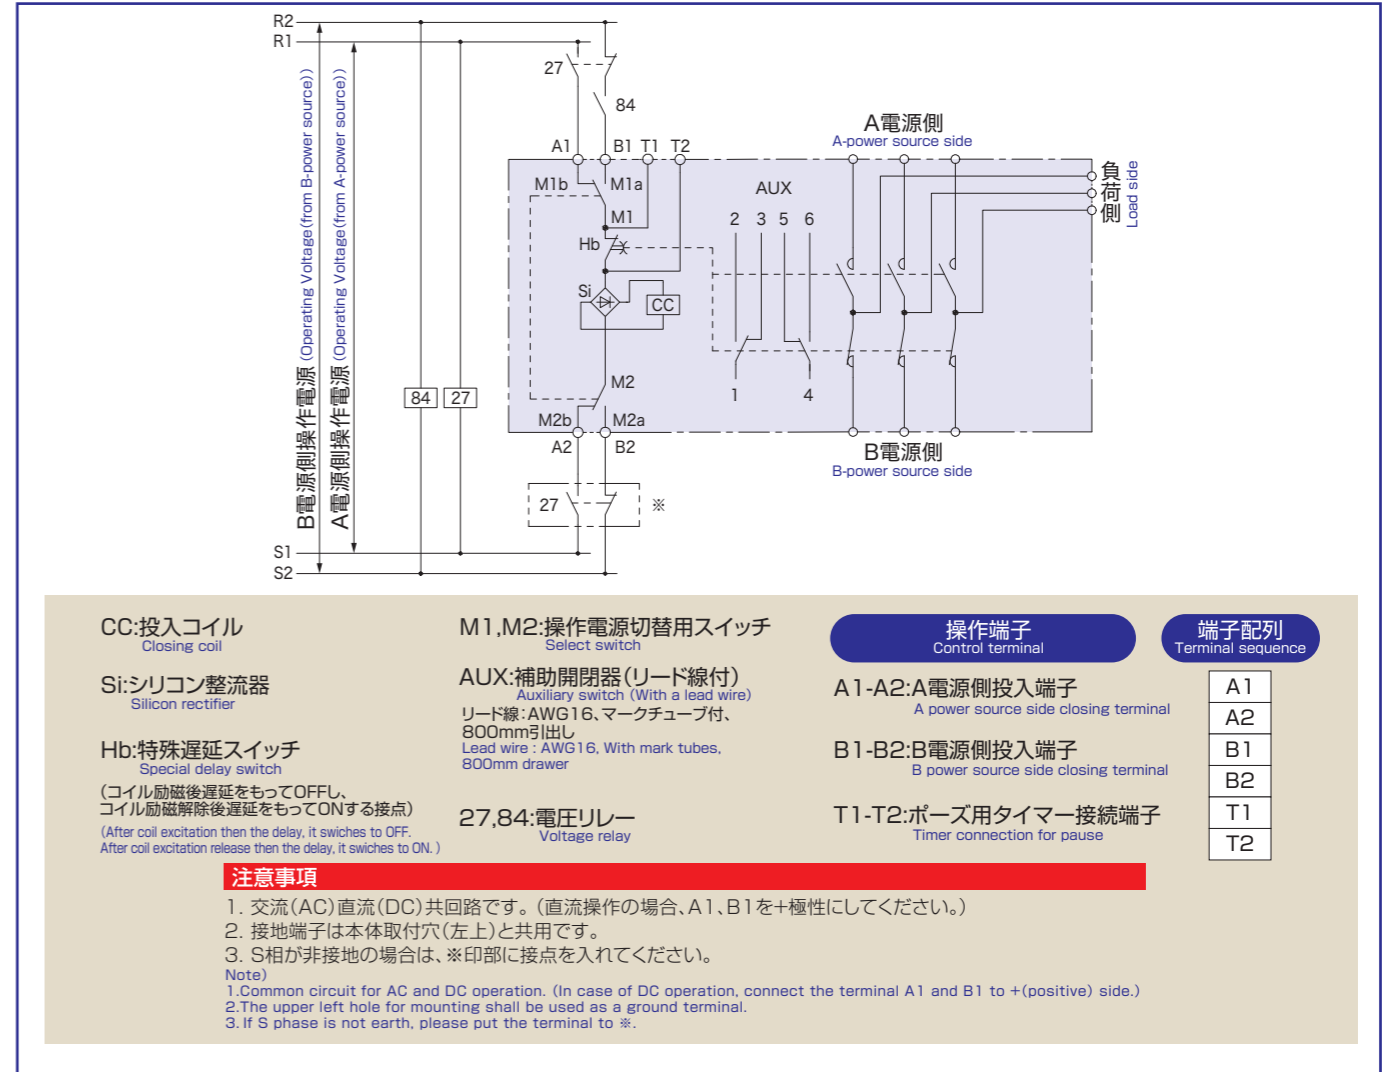 R2
R1
27
84
A1
B1
T1
T2
A電源側
A-power source side
負荷側
Load side
M1b
M1a
M1
Hb
Si
CC
AUX
2 3 5 6
1 4
M2
M2b
M2a
A2
B2
B電源側
B-power source side
27
※
84
27
B電源側操作電源 (Operating Voltage(from B-power source))
A電源側操作電源 (Operating Voltage(from A-power source))
S1
S2
CC:投入コイル
Closing coil
Si:シリコン整流器
Silicon rectifier
Hb:特殊遅延スイッチ
Special delay switch
(コイル励磁後遅延をもってOFFし、
コイル励磁解除後遅延をもってONする接点)
(After coil excitation then the delay, it swiches to OFF.
After coil excitation release then the delay, it swiches to ON. )
M1,M2:操作電源切替用スイッチ
Select switch
AUX:補助開閉器(リード線付)
Auxiliary switch (With a lead wire)
リード線:AWG16、マークチューブ付、
800mm引出し
Lead wire : AWG16, With mark tubes,
800mm drawer
27,84:電圧リレー
Voltage relay
操作端子
Control terminal
A1-A2:A電源側投入端子
A power source side closing terminal
B1-B2:B電源側投入端子
B power source side closing terminal
T1-T2:ポーズ用タイマー接続端子
Timer connection for pause
端子配列
Terminal sequence
A1
A2
B1
B2
T1
T2
注意事項
1. 交流(AC)直流(DC)共回路です。(直流操作の場合、A1、B1を+極性にしてください。)
2. 接地端子は本体取付穴(左上)と共用です。
3. S相が非接地の場合は、※印部に接点を入れてください。
Note)
1.Common circuit for AC and DC operation. (In case of DC operation, connect the terminal A1 and B1 to +(positive) side.)
2.The upper left hole for mounting shall be used as a ground terminal.
3. If S phase is not earth, please put the terminal to ※.